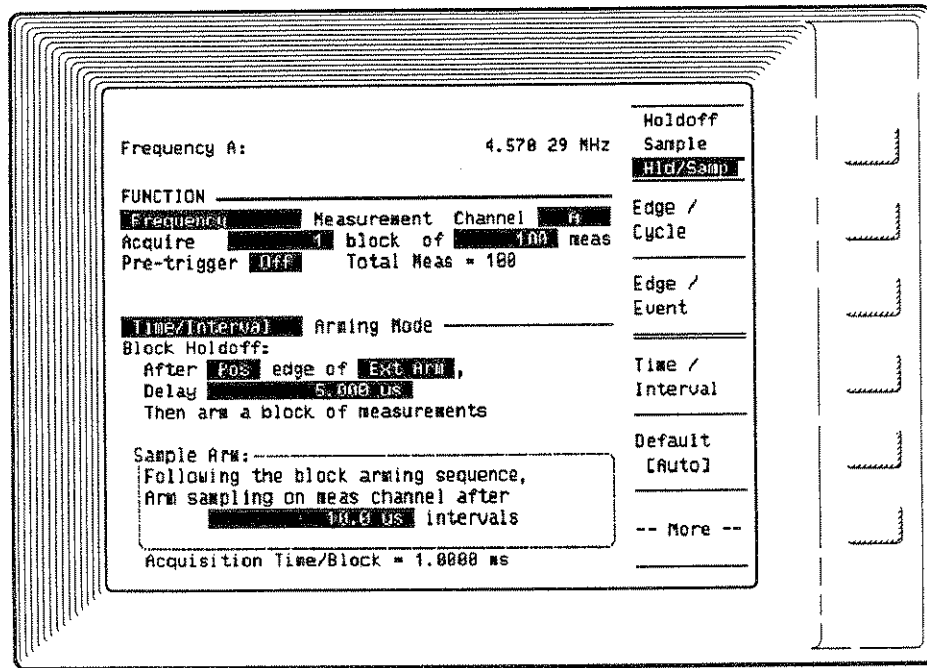 Frequency A: 4.570 29 MHz
FUNCTION
Frequency Measurement Channel A
Acquire 1 block of 100 meas
Pre-trigger Off Total Meas = 100
Time/Interval Arming Mode
Block Holdoff:
After Pos edge of Ext Arm,
Delay 5.000 us
Then arm a block of measurements
Sample Arm:
Following the block arming sequence,
Arm sampling on meas channel after
10.0 us intervals
Acquisition Time/Block = 1.0000 ms
Holdoff
Sample
Hld/Samp
Edge /
Cycle
Edge /
Event
Time /
Interval
Default
[Auto]
-- More --